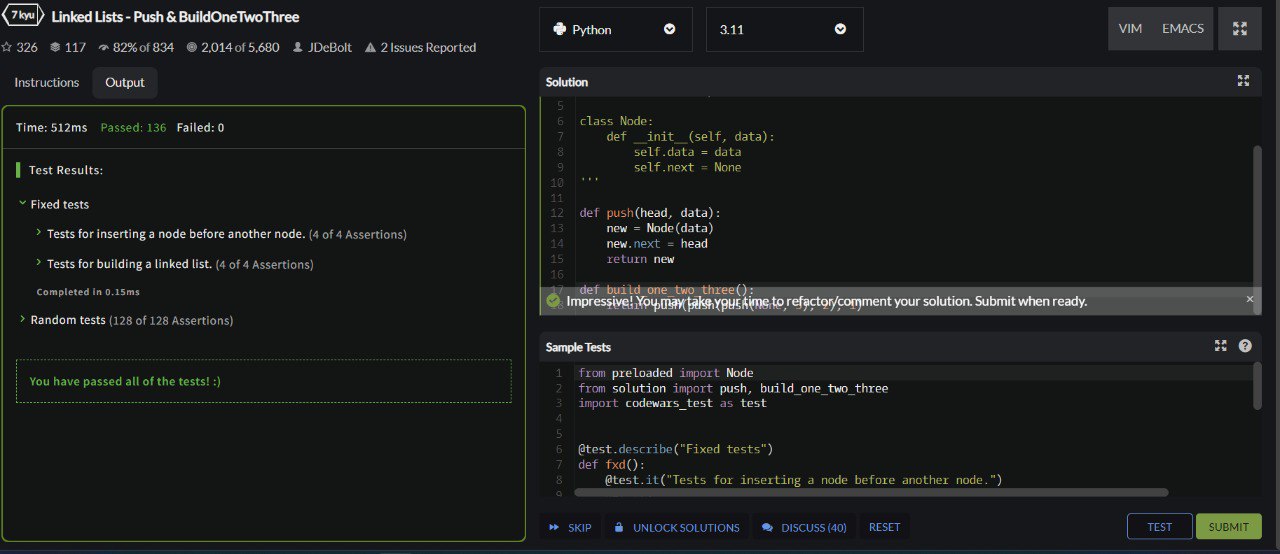 7 kyu Linked Lists - Push & BuildOneTwoThree
326 117 82% of 834 2,014 of 5,680 JDeBolt 2 Issues Reported
Instructions Output
Time: 512ms Passed: 136 Failed: 0
Test Results:
Fixed tests
Tests for inserting a node before another node. (4 of 4 Assertions)
Tests for building a linked list. (4 of 4 Assertions)
Completed in 0.15ms
Random tests (128 of 128 Assertions)
You have passed all of the tests! :)
Python 3.11 VIM EMACS
Solution
5
6 class Node:
7 def __init__(self, data):
8 self.data = data
9 self.next = None
10 '''
11
12 def push(head, data):
13 new = Node(data)
14 new.next = head
15 return new
16
17 def build_one_two_three():
Impressive! You may take your time to refactor/comment your solution. Submit when ready. ×
return push(push(push(None, 3), 2), 1)
Sample Tests ?
1 from preloaded import Node
2 from solution import push, build_one_two_three
3 import codewars_test as test
4
5
6 @test.describe("Fixed tests")
7 def fxd():
8 @test.it("Tests for inserting a node before another node.")
9
SKIP UNLOCK SOLUTIONS DISCUSS (40) RESET TEST SUBMIT